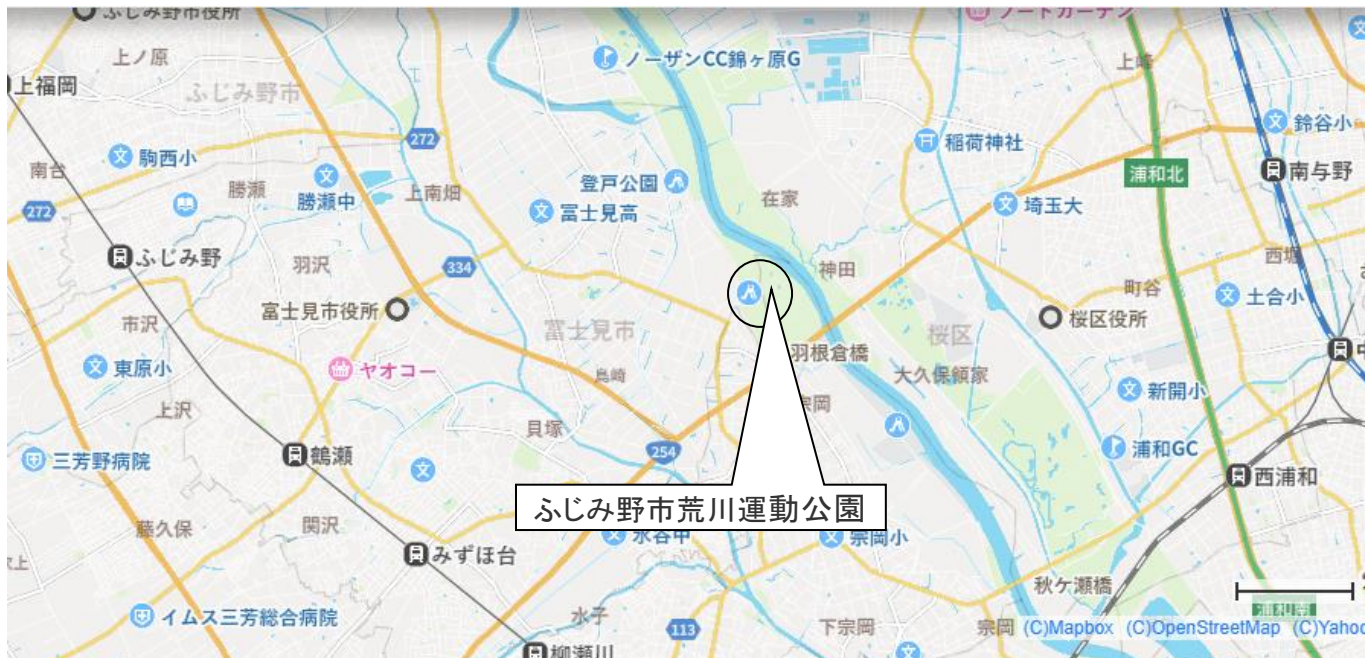 ふじみ野市役所
フードガーデン
上ノ原
ノーザンCC錦ヶ原G
上峰
上福岡
ふじみ野市
鈴谷小
272
稲荷神社
駒西小
南与野
浦和北
南台
勝瀬
勝瀬中
上南畑
登戸公園
在家
富士見高
埼玉大
272
西堀
ふじみ野
羽沢
334
神田
町谷
土合小
富士見市役所
桜区役所
市沢
富士見市
桜区
羽根倉橋
東原小
ヤオコー
鳥崎
大久保領家
新開小
上沢
宗岡
貝塚
三芳野病院
鶴瀬
254
浦和GC
西浦和
ふじみ野市荒川運動公園
藤久保
関沢
水谷中
宗岡小
みずほ台
秋ケ瀬橋
イムス三芳総合病院
水子
113
下宗岡
宗岡
浦和南
柳瀬川
(C)Mapbox (C)OpenStreetMap (C)Yahoo